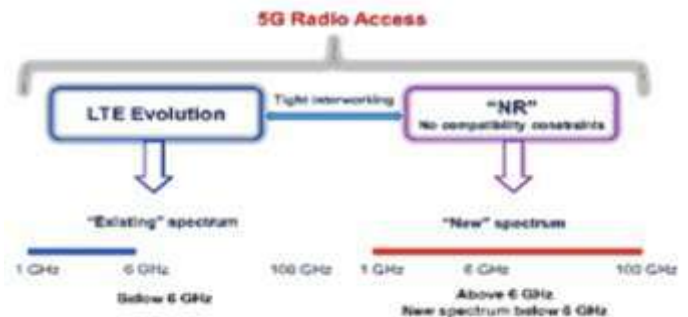 5G Radio Access
LTE Evolution
Tight interworking
"NR"
No compatibility constraints
"Existing" spectrum
"New" spectrum
1 GHz
6 GHz
100 GHz
1 GHz
6 GHz
100 GHz
Below 6 GHz
Above 6 GHz
New spectrum below 6 GHz